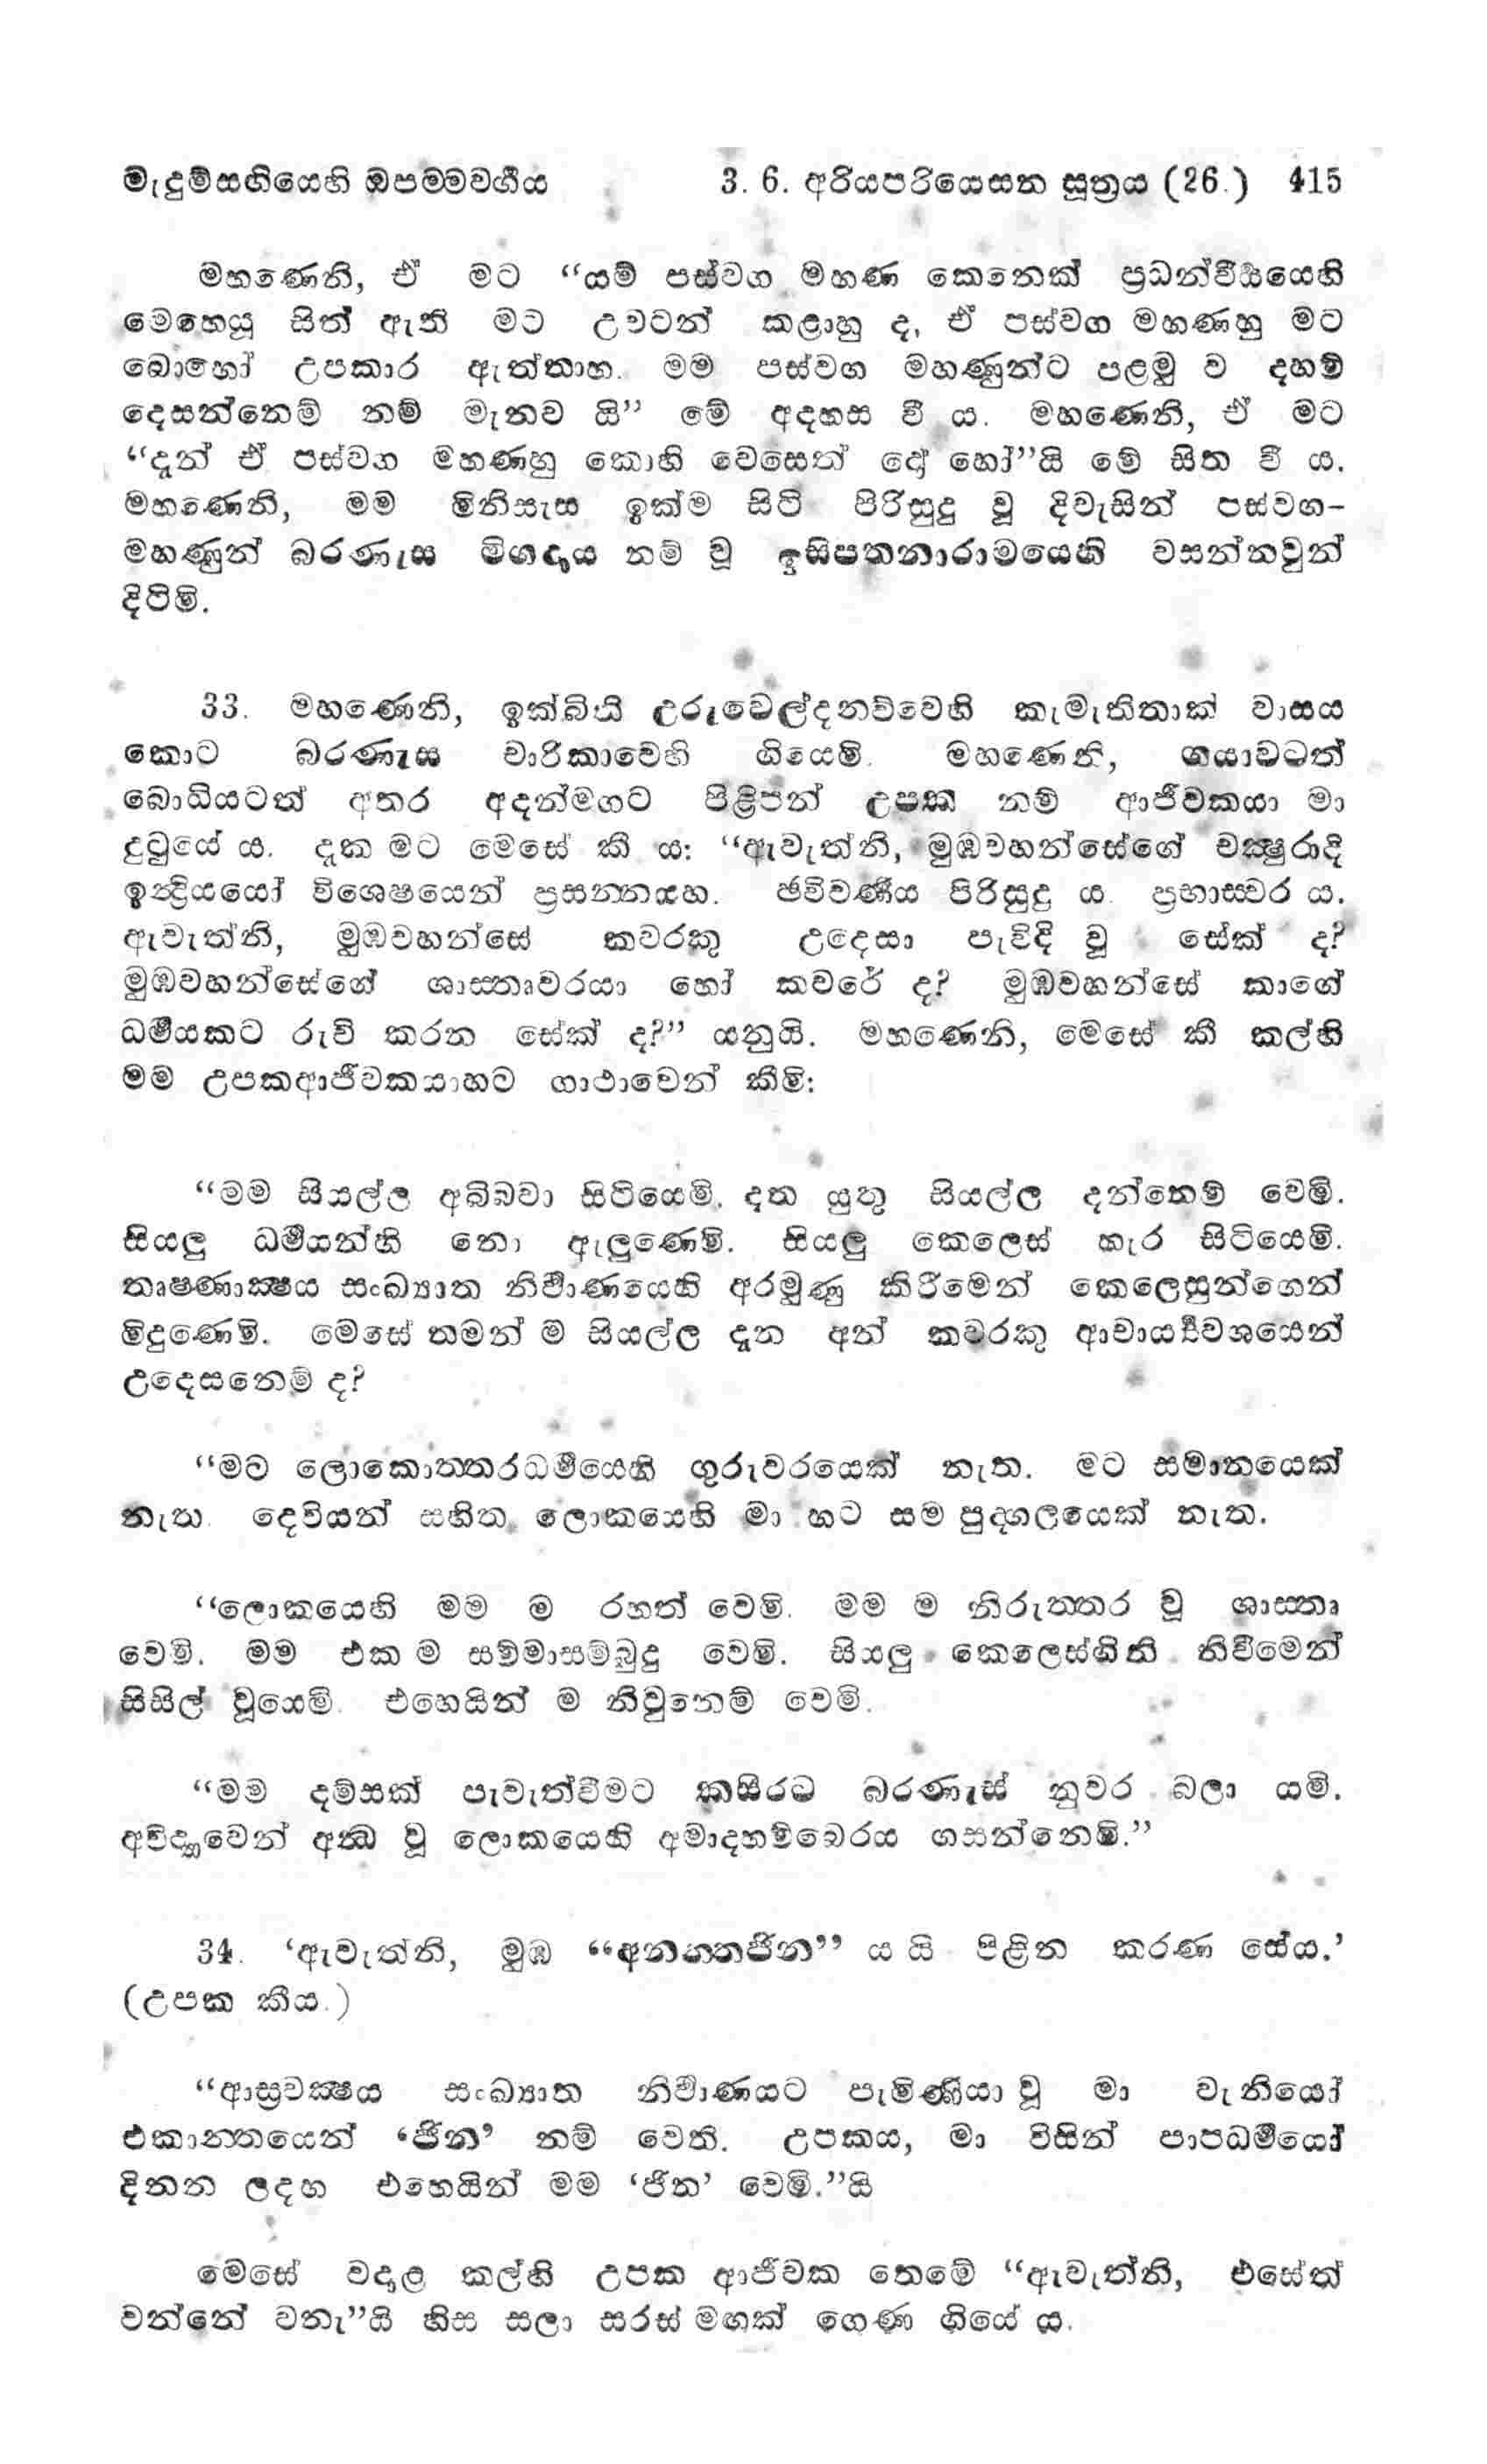 මැදුම්සඟියෙහි ඔපම්මවර්‍ගය 3. 6. අරියපරියෙසන සූත්‍රය (26.) 415
මහණෙනි, ඒ මට “යම් පස්වග මහණ කෙනෙක් ප්‍රධන්වීර්‍ය්‍යයෙහි
මෙහෙයූ සිත් ඇති මට උවටන් කළාහු ද, ඒ පස්වග මහණහු මට
බොහෝ උපකාර ඇත්තාහ. මම පස්වග මහණුන්ට පළමු ව දහම්
දෙසන්නෙම් නම් මැනව යි” මේ අදහස වී ය. මහණෙනි, ඒ මට
“දැන් ඒ පස්වග මහණහු කොහි වෙසෙත් දෝ හෝ”යි මේ සිත වී ය.
මහණෙනි, මම මිනිසැස ඉක්ම සිටි පිරිසුදු වූ දිවැසින් පස්වග-
මහණුන් බරණැස මිගදාය නම් වූ ඉසිපතනාරාමයෙහි වසන්නවුන්
දිටිමි.
33. මහණෙනි, ඉක්බිති උරුවෙල්දනව්වෙහි කැමැතිතාක් වාසය
කොට බරණැස චාරිකාවෙහි ගියෙමි. මහණෙනි, ගයාවටත්
බොධියටත් අතර අදන්මගට පිළිපන් උපක නම් ආජීවකයා මා
දුටුයේ ය. දැක මට මෙසේ කී ය: “ඇවැත්නි, මුඹවහන්සේගේ චක්‍ෂුරාදි
ඉන්‍ද්‍රියයෝ විශෙෂයෙන් ප්‍රසන්නයහ. ඡවිවර්‍ණය පිරිසුදු ය. ප්‍රභාස්වර ය.
ඇවැත්නි, මුඹවහන්සේ කවරකු උදෙසා පැවිදි වූ සේක් ද?
මුඹවහන්සේගේ ශාස්තෘවරයා හෝ කවරේ ද? මුඹවහන්සේ කාගේ
ධර්‍මයකට රුචි කරන සේක් ද?” යනුයි. මහණෙනි, මෙසේ කී කල්හි
මම උපකආජීවකයාහට ගාථාවෙන් කීමි:
“මම සියල්ල අබිබවා සිටියෙමි. දත යුතු සියල්ල දන්නෙම් වෙමි.
සියලු ධර්‍මයන්හි නො ඇලුණෙමි. සියලු කෙලෙස් හැර සිටියෙමි.
තෘෂ්ණාක්‍ෂය සංඛ්‍යාත නිර්‍වාණයෙහි අරමුණු කිරීමෙන් කෙලෙසුන්ගෙන්
මිදුණෙමි. මෙසේ තමන් ම සියල්ල දැන අන් කවරකු ආචාර්‍ය්‍යවශයෙන්
උදෙසනෙම් ද?
“මට ලොකොත්තරධර්‍මයෙහි ගුරුවරයෙක් නැත. මට සමානයෙක්
නැත. දෙවියන් සහිත ලොකයෙහි මා හට සම පුද්ගලයෙක් නැත.
“ලොකයෙහි මම ම රහත් වෙමි. මම ම නිරුත්තර වූ ශාස්තෘ
වෙමි. මම එක ම සම්මාසම්බුදු වෙමි. සියලු කෙලෙස්ගිනි නිවීමෙන්
සිසිල් වූයෙමි. එහෙයින් ම නිවුනෙම් වෙමි.
“මම දම්සක් පැවැත්වීමට කසීරට බරණැස් නුවර බලා යමි.
අවිද්‍යාවෙන් අන්‍ධ වූ ලොකයෙහි අමාදහම්බෙරය ගසන්නෙමි.”
34. ‘ඇවැත්නි, මුඹ “අනන්තජින” ය යි පිළින කරණ සේය.’
(උපක කීය.)
“ආස්‍රවක්‍ෂය සංඛ්‍යාත නිර්‍වාණයට පැමිණියා වූ මා වැනියෝ
එකාන්තයෙන් ‘ජින’ නම් වෙති. උපකය, මා විසින් පාපධර්‍මයෝ
දිනන ලදහ එහෙයින් මම ‘ජින’ වෙමි.”යි
මෙසේ වදාළ කල්හි උපක ආජීවක තෙමේ “ඇවැත්නි, එසේත්
වන්නේ වනැ”යි හිස සලා සරස් මඟක් ගෙණ ගියේ ය.